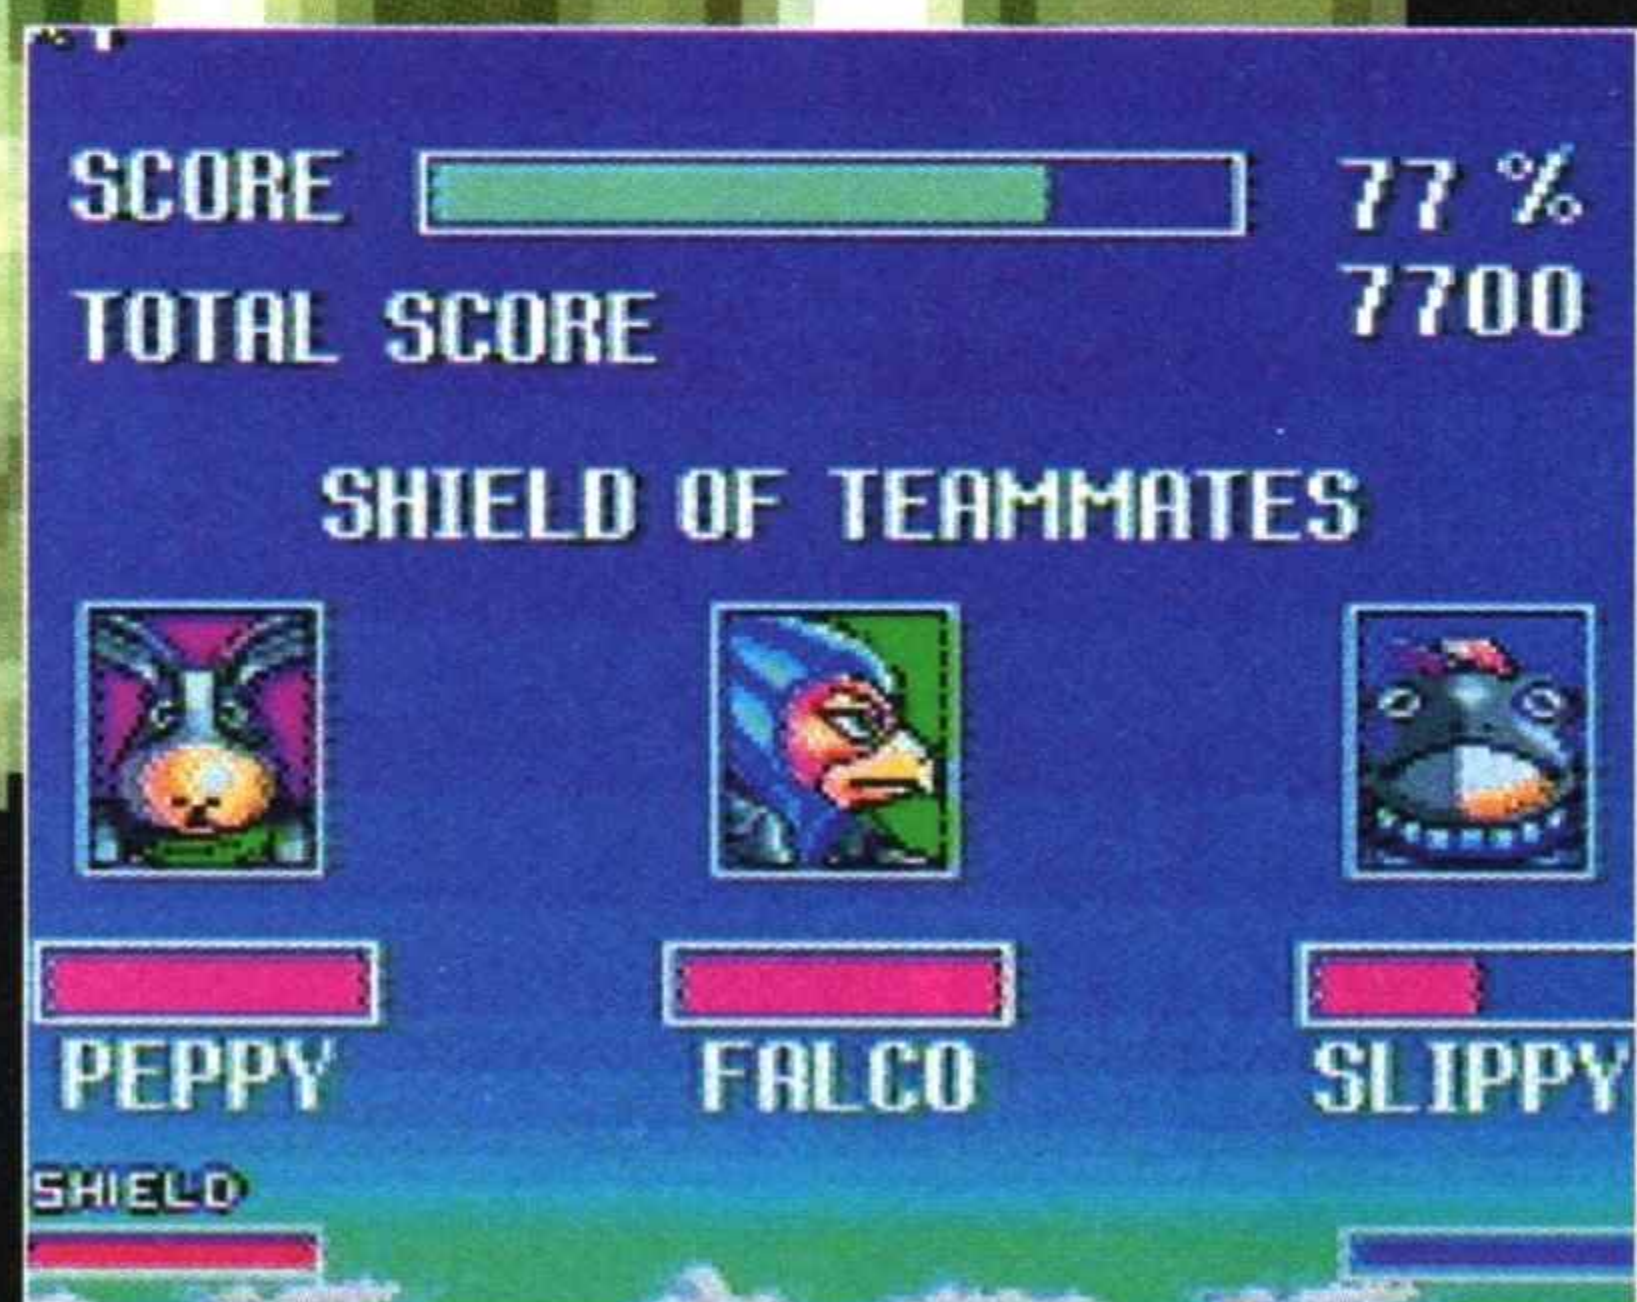 SCORE 77 %
TOTAL SCORE 7700
SHIELD OF TEAMMATES
PEPPY FALCO SLIPPY
SHIELD